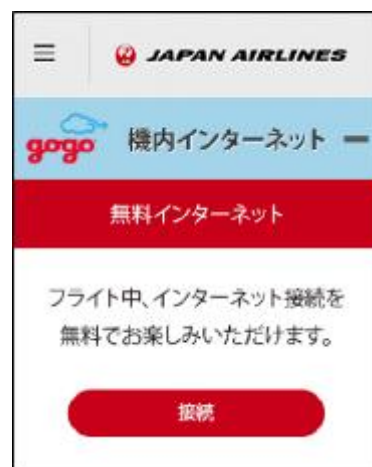 JAPAN AIRLINES
gogo 機内インターネット
無料インターネット
フライト中、インターネット接続を
無料でお楽しみいただけます。
接続